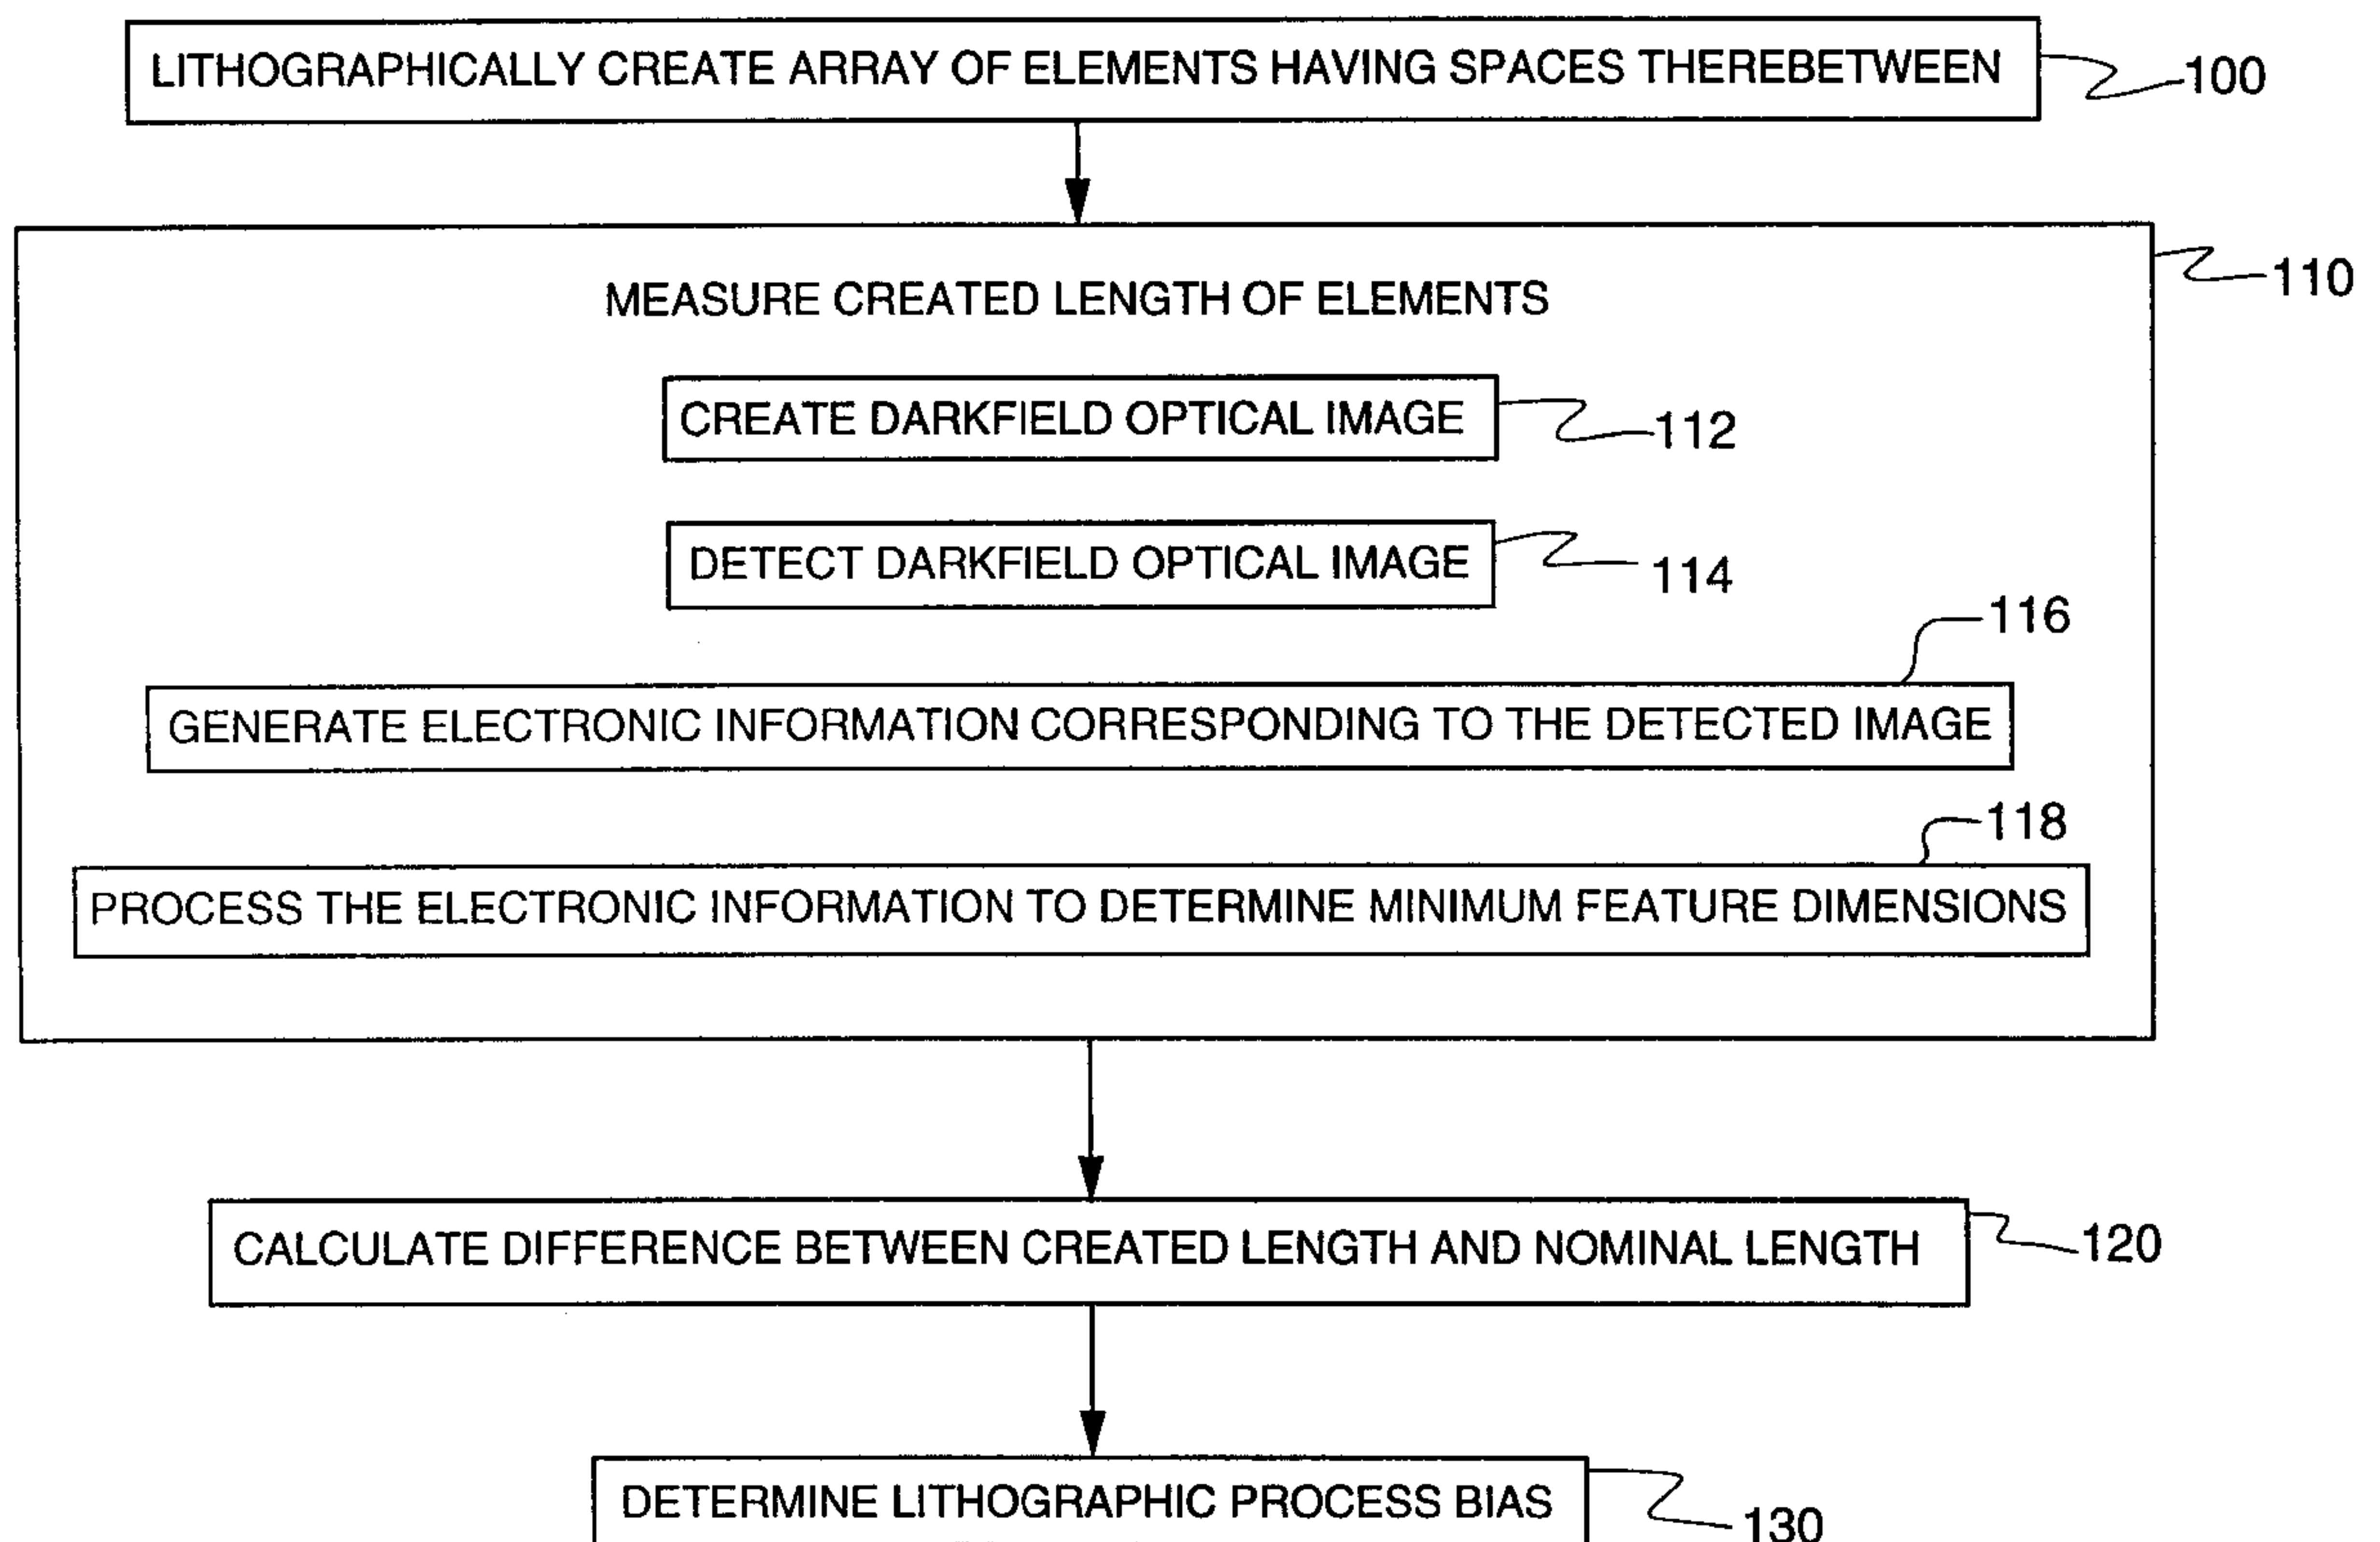 LITHOGRAPHICALLY CREATE ARRAY OF ELEMENTS HAVING SPACES THEREBETWEEN
100
110
MEASURE CREATED LENGTH OF ELEMENTS
CREATE DARKFIELD OPTICAL IMAGE
112
DETECT DARKFIELD OPTICAL IMAGE
114
116
GENERATE ELECTRONIC INFORMATION CORRESPONDING TO THE DETECTED IMAGE
118
PROCESS THE ELECTRONIC INFORMATION TO DETERMINE MINIMUM FEATURE DIMENSIONS
CALCULATE DIFFERENCE BETWEEN CREATED LENGTH AND NOMINAL LENGTH
120
DETERMINE LITHOGRAPHIC PROCESS BIAS
130